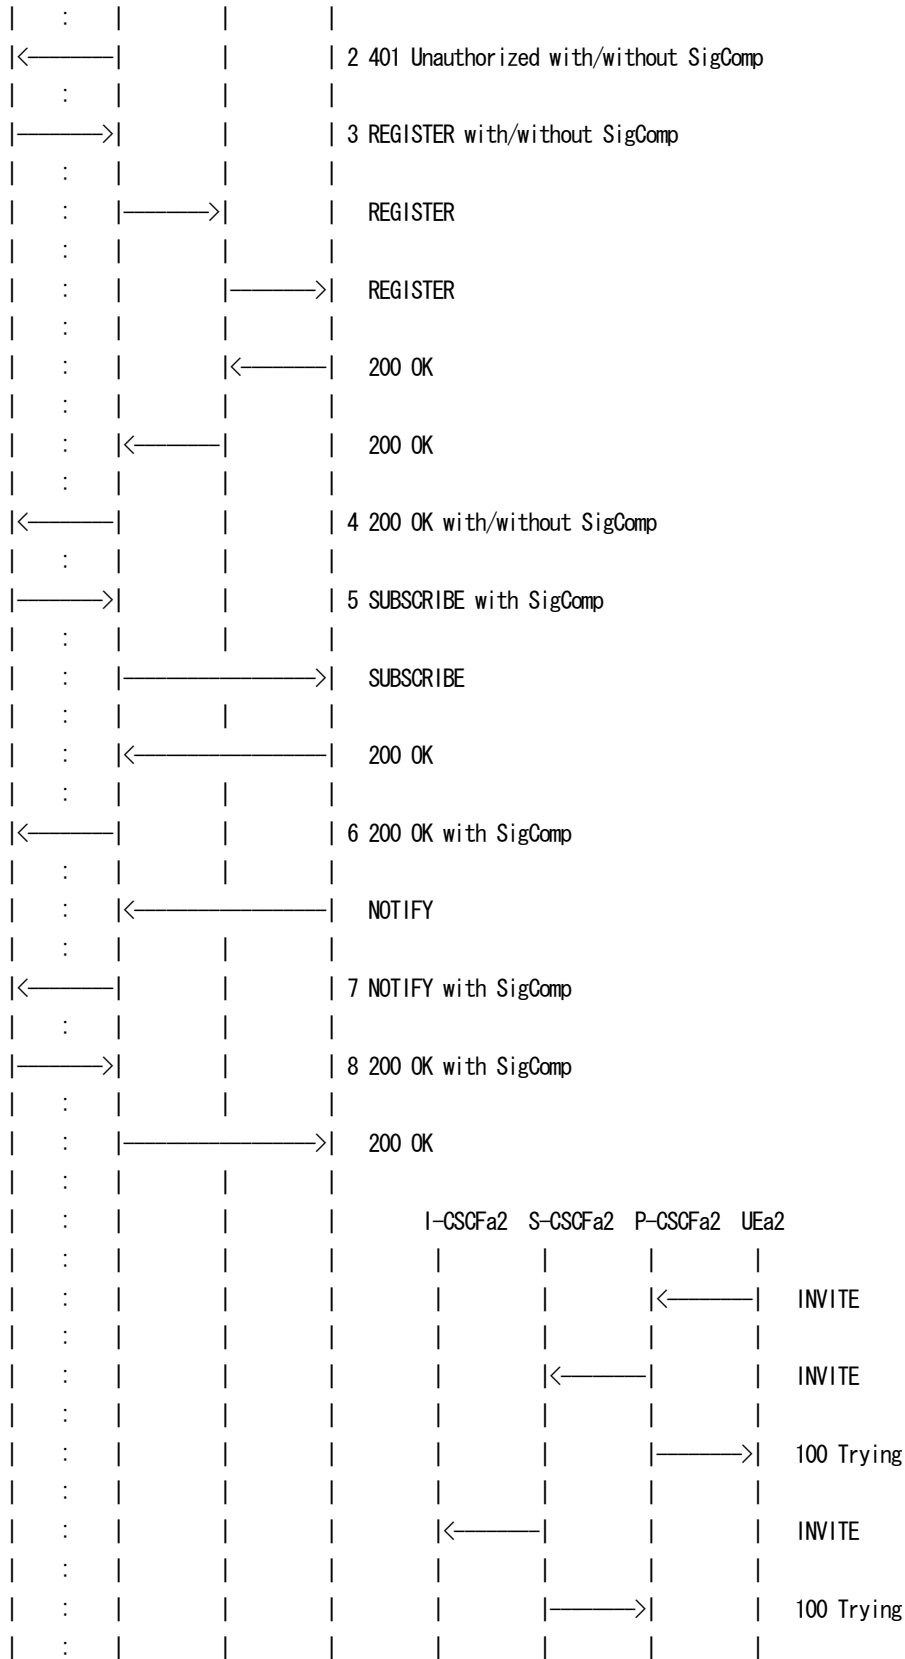 |    :    |         |         |
|<--------|         |         | 2 401 Unauthorized with/without SigComp
|    :    |         |         |
|-------->|         |         | 3 REGISTER with/without SigComp
|    :    |         |         |
|    :    |-------->|         |   REGISTER
|    :    |         |         |
|    :    |         |-------->|   REGISTER
|    :    |         |         |
|    :    |         |<--------|   200 OK
|    :    |         |         |
|    :    |<--------|         |   200 OK
|    :    |         |         |
|<--------|         |         | 4 200 OK with/without SigComp
|    :    |         |         |
|-------->|         |         | 5 SUBSCRIBE with SigComp
|    :    |         |         |
|    :    |------------------>|   SUBSCRIBE
|    :    |         |         |
|    :    |<------------------|   200 OK
|    :    |         |         |
|<--------|         |         | 6 200 OK with SigComp
|    :    |         |         |
|    :    |<------------------|   NOTIFY
|    :    |         |         |
|<--------|         |         | 7 NOTIFY with SigComp
|    :    |         |         |
|-------->|         |         | 8 200 OK with SigComp
|    :    |         |         |
|    :    |------------------>|   200 OK
|    :    |         |         |
|    :    |         |         |        I-CSCFa2  S-CSCFa2  P-CSCFa2  UEa2
|    :    |         |         |         |         |         |         |
|    :    |         |         |         |         |         |<--------|   INVITE
|    :    |         |         |         |         |         |         |
|    :    |         |         |         |         |<--------|         |   INVITE
|    :    |         |         |         |         |         |         |
|    :    |         |         |         |         |         |-------->|   100 Trying
|    :    |         |         |         |         |         |         |
|    :    |         |         |         |<--------|         |         |   INVITE
|    :    |         |         |         |         |         |         |
|    :    |         |         |         |         |-------->|         |   100 Trying
|    :    |         |         |         |         |         |         |